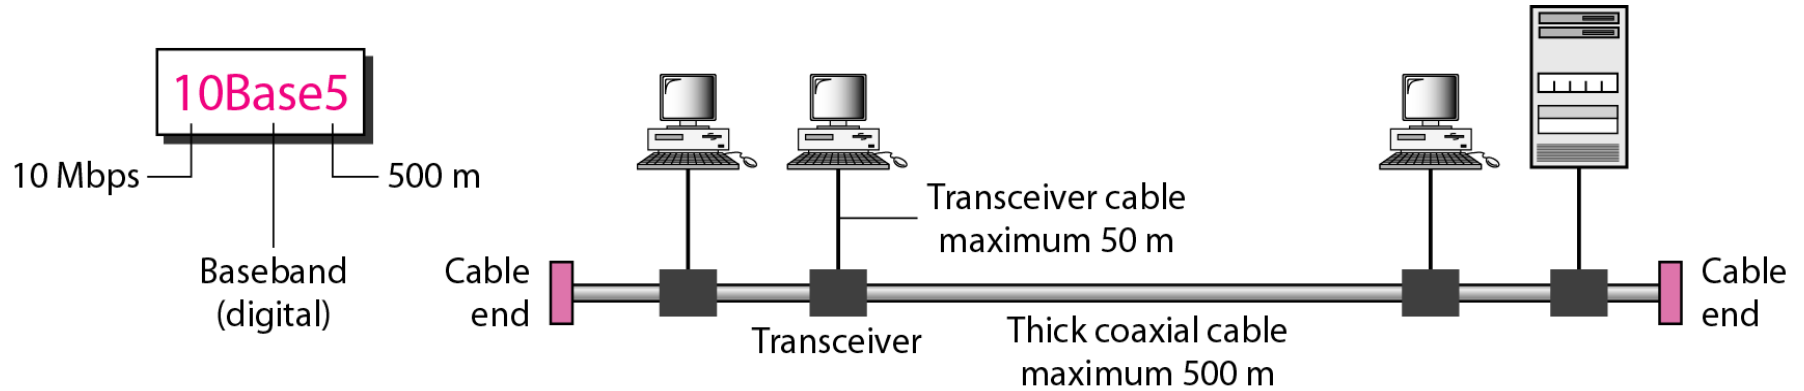 10Base5
10 Mbps
500 m
Baseband
(digital)
Cable
end
Transceiver cable
maximum 50 m
Transceiver
Thick coaxial cable
maximum 500 m
Cable
end